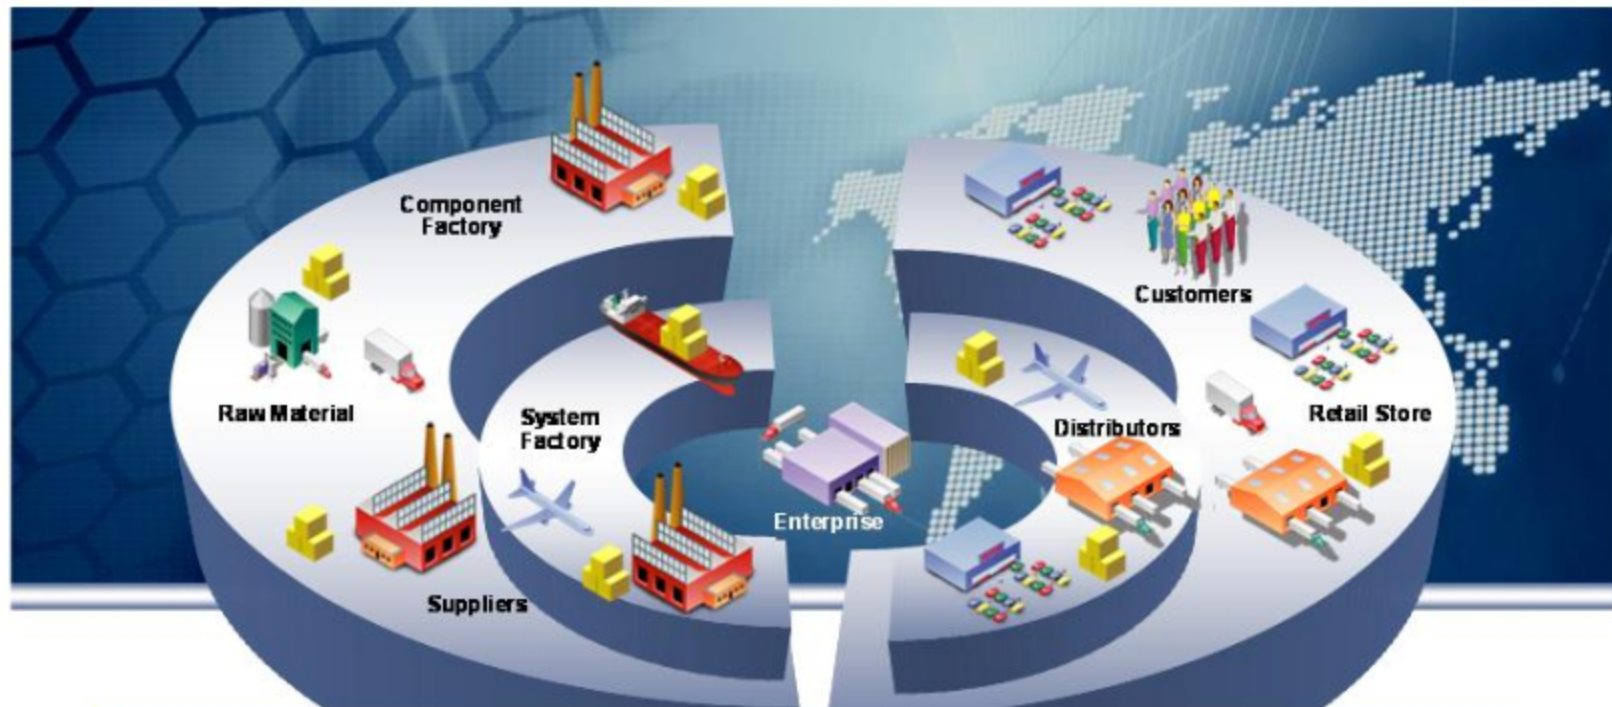 Component
Factory
Customers
Raw Material
System
Factory
Distributors
Retail Store
Enterprise
Suppliers